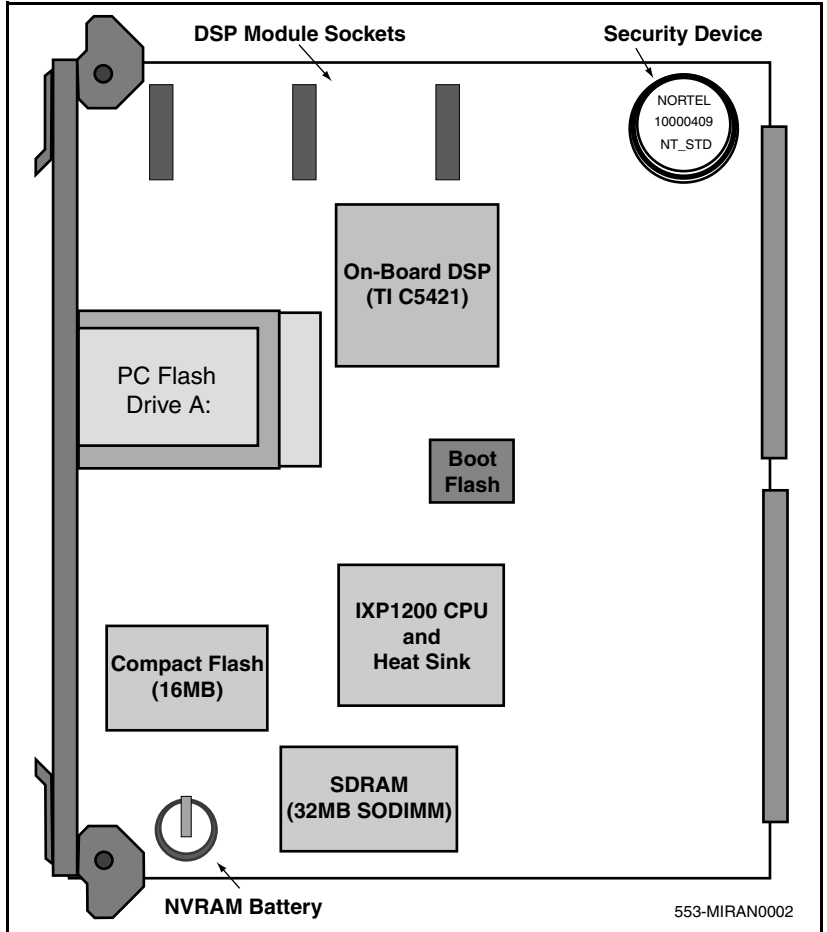 DSP Module Sockets
Security Device
NORTEL
10000409
NT_STD
On-Board DSP
(TI C5421)
PC Flash
Drive A:
Boot
Flash
IXP1200 CPU
and
Heat Sink
Compact Flash
(16MB)
SDRAM
(32MB SODIMM)
NVRAM Battery
553-MIRAN0002